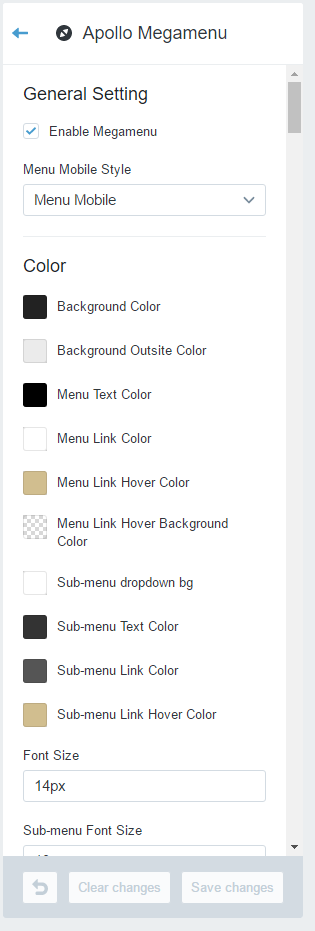 Apollo Megamenu
General Setting
Enable Megamenu
Menu Mobile Style
Menu Mobile
Color
Background Color
Background Outsite Color
Menu Text Color
Menu Link Color
Menu Link Hover Color
Menu Link Hover Background
Color
Sub-menu dropdown bg
Sub-menu Text Color
Sub-menu Link Color
Sub-menu Link Hover Color
Font Size
14px
Sub-menu Font Size
Clear changes
Save changes